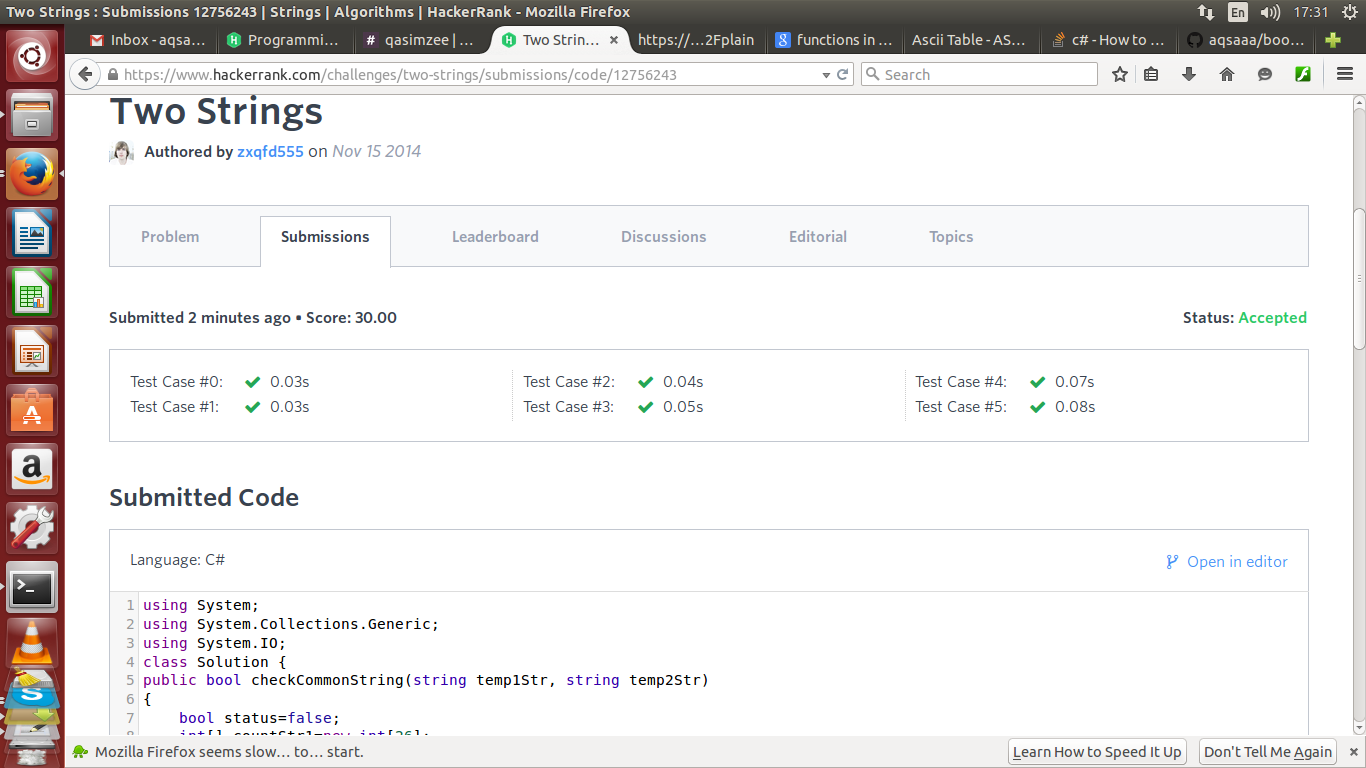 Two Strings : Submissions 12756243 | Strings | Algorithms | HackerRank - Mozilla Firefox En 17:31
Inbox - aqsa... Programmi... qasimzee | ... Two Strin... × https://...2Fplain functions in ... Ascii Table - AS... c# - How to ... aqsaaa/boo...
https://www.hackerrank.com/challenges/two-strings/submissions/code/12756243 Search
Two Strings
Authored by zxqfd555 on Nov 15 2014
Problem Submissions Leaderboard Discussions Editorial Topics
Submitted 2 minutes ago • Score: 30.00 Status: Accepted
Test Case #0: ✔ 0.03s Test Case #2: ✔ 0.04s Test Case #4: ✔ 0.07s
Test Case #1: ✔ 0.03s Test Case #3: ✔ 0.05s Test Case #5: ✔ 0.08s
Submitted Code
Language: C# Open in editor
1 using System;
2 using System.Collections.Generic;
3 using System.IO;
4 class Solution {
5 public bool checkCommonString(string temp1Str, string temp2Str)
6 {
7 bool status=false;
8 int[] countStr1=new int[26];
Mozilla Firefox seems slow... to... start. Learn How to Speed It Up Don't Tell Me Again ×